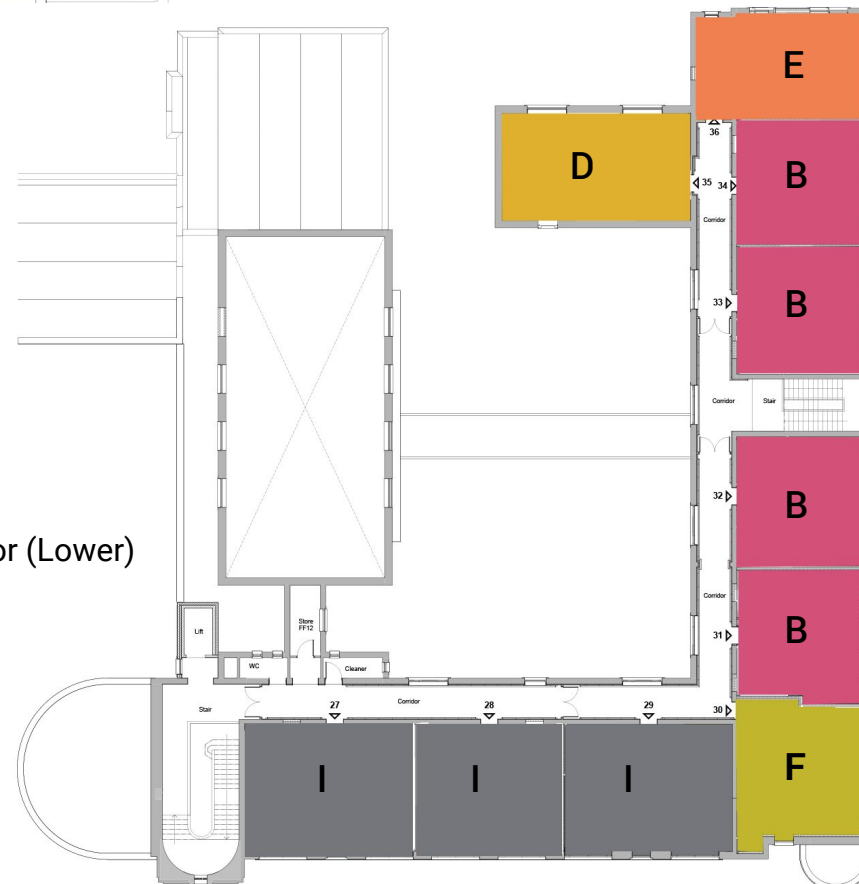 E
36
D
35
34
B
Corridor
33
B
Corridor
Stair
32
B
or (Lower)
Corridor
Store
FF12
Lift
31
B
WC
Cleaner
Stair
Corridor
27
28
29
30
I
I
I
F